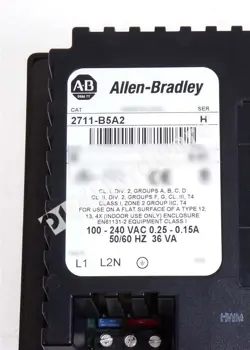 AB
Allen-Bradley
CAT SER
2711-B5A2 H
CL. I, DIV. 2, GROUPS A, B, C, D
CL. II, DIV. 2, GROUPS F, G, CL. III, T4
CLASS I, ZONE 2 GROUP IIC, T4
FOR USE ON A FLAT SURFACE OF A TYPE 12,
13, 4X (INDOOR USE ONLY) ENCLOSURE
EN61131-2 EQUIPMENT CLASS I
100 - 240 VAC 0.25 - 0.15A
50/60 HZ 36 VA
L1 L2N